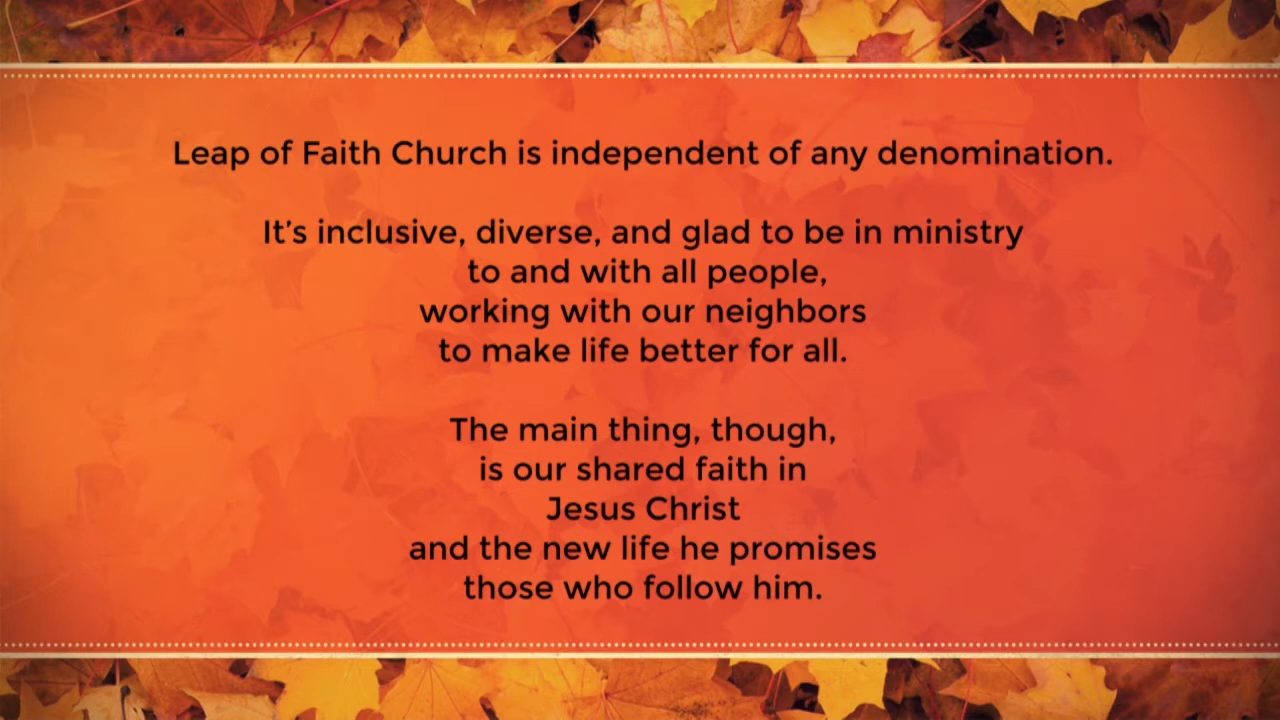 Leap of Faith Church is independent of any denomination.
It’s inclusive, diverse, and glad to be in ministry
to and with all people,
working with our neighbors
to make life better for all.
The main thing, though,
is our shared faith in
Jesus Christ
and the new life he promises
those who follow him.